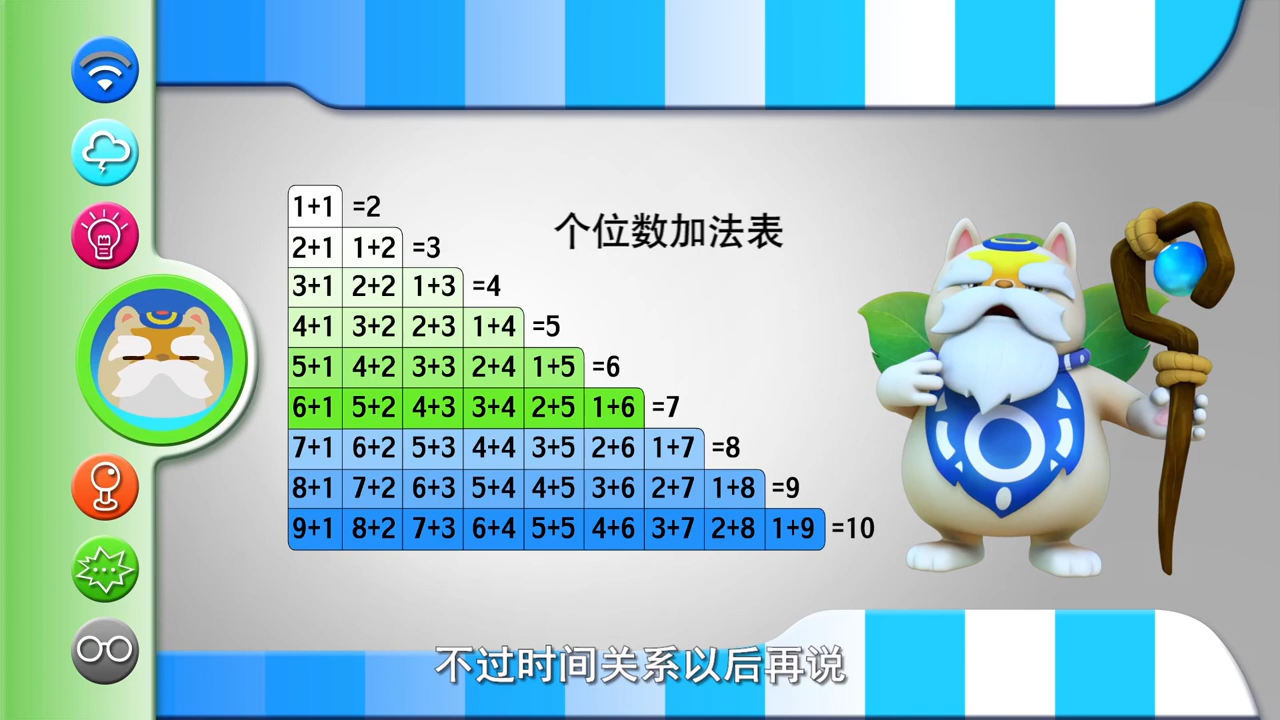 个位数加法表
1+1 =2
2+1 1+2 =3
3+1 2+2 1+3 =4
4+1 3+2 2+3 1+4 =5
5+1 4+2 3+3 2+4 1+5 =6
6+1 5+2 4+3 3+4 2+5 1+6 =7
7+1 6+2 5+3 4+4 3+5 2+6 1+7 =8
8+1 7+2 6+3 5+4 4+5 3+6 2+7 1+8 =9
9+1 8+2 7+3 6+4 5+5 4+6 3+7 2+8 1+9 =10
不过时间关系以后再说